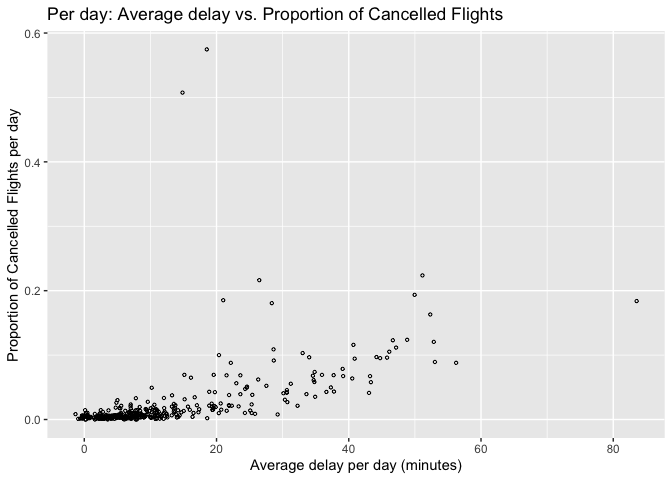 Per day: Average delay vs. Proportion of Cancelled Flights
Proportion of Cancelled Flights per day
0.6
0.4
0.2
0.0
0 20 40 60 80
Average delay per day (minutes)